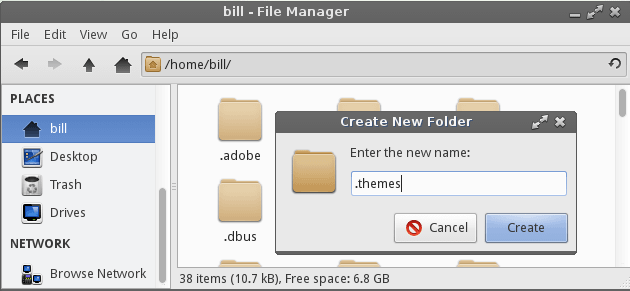 bill - File Manager
File Edit View Go Help
/home/bill/
PLACES
bill
Desktop
Trash
Drives
NETWORK
Browse Network
.adobe
.dbus
Create New Folder
Enter the new name:
.themes
Cancel Create
38 items (10.7 kB), Free space: 6.8 GB